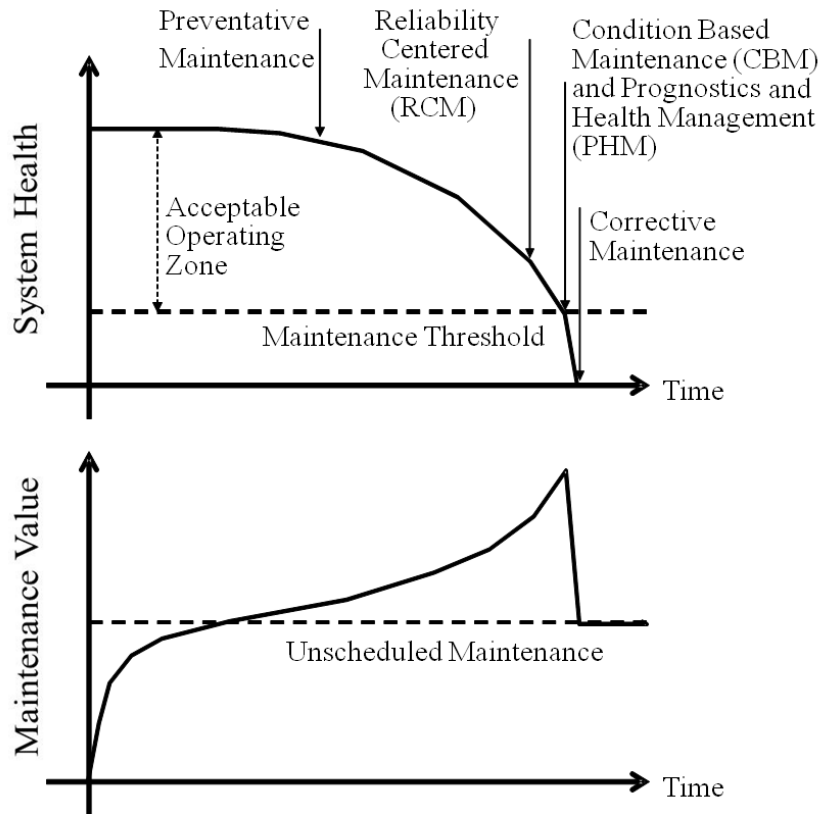 Preventative
Maintenance
Reliability
Centered
Maintenance
(RCM)
Condition Based
Maintenance (CBM)
and Prognostics and
Health Management
(PHM)
System Health
Acceptable
Operating
Zone
Corrective
Maintenance
Maintenance Threshold
Time
Maintenance Value
Unscheduled Maintenance
Time